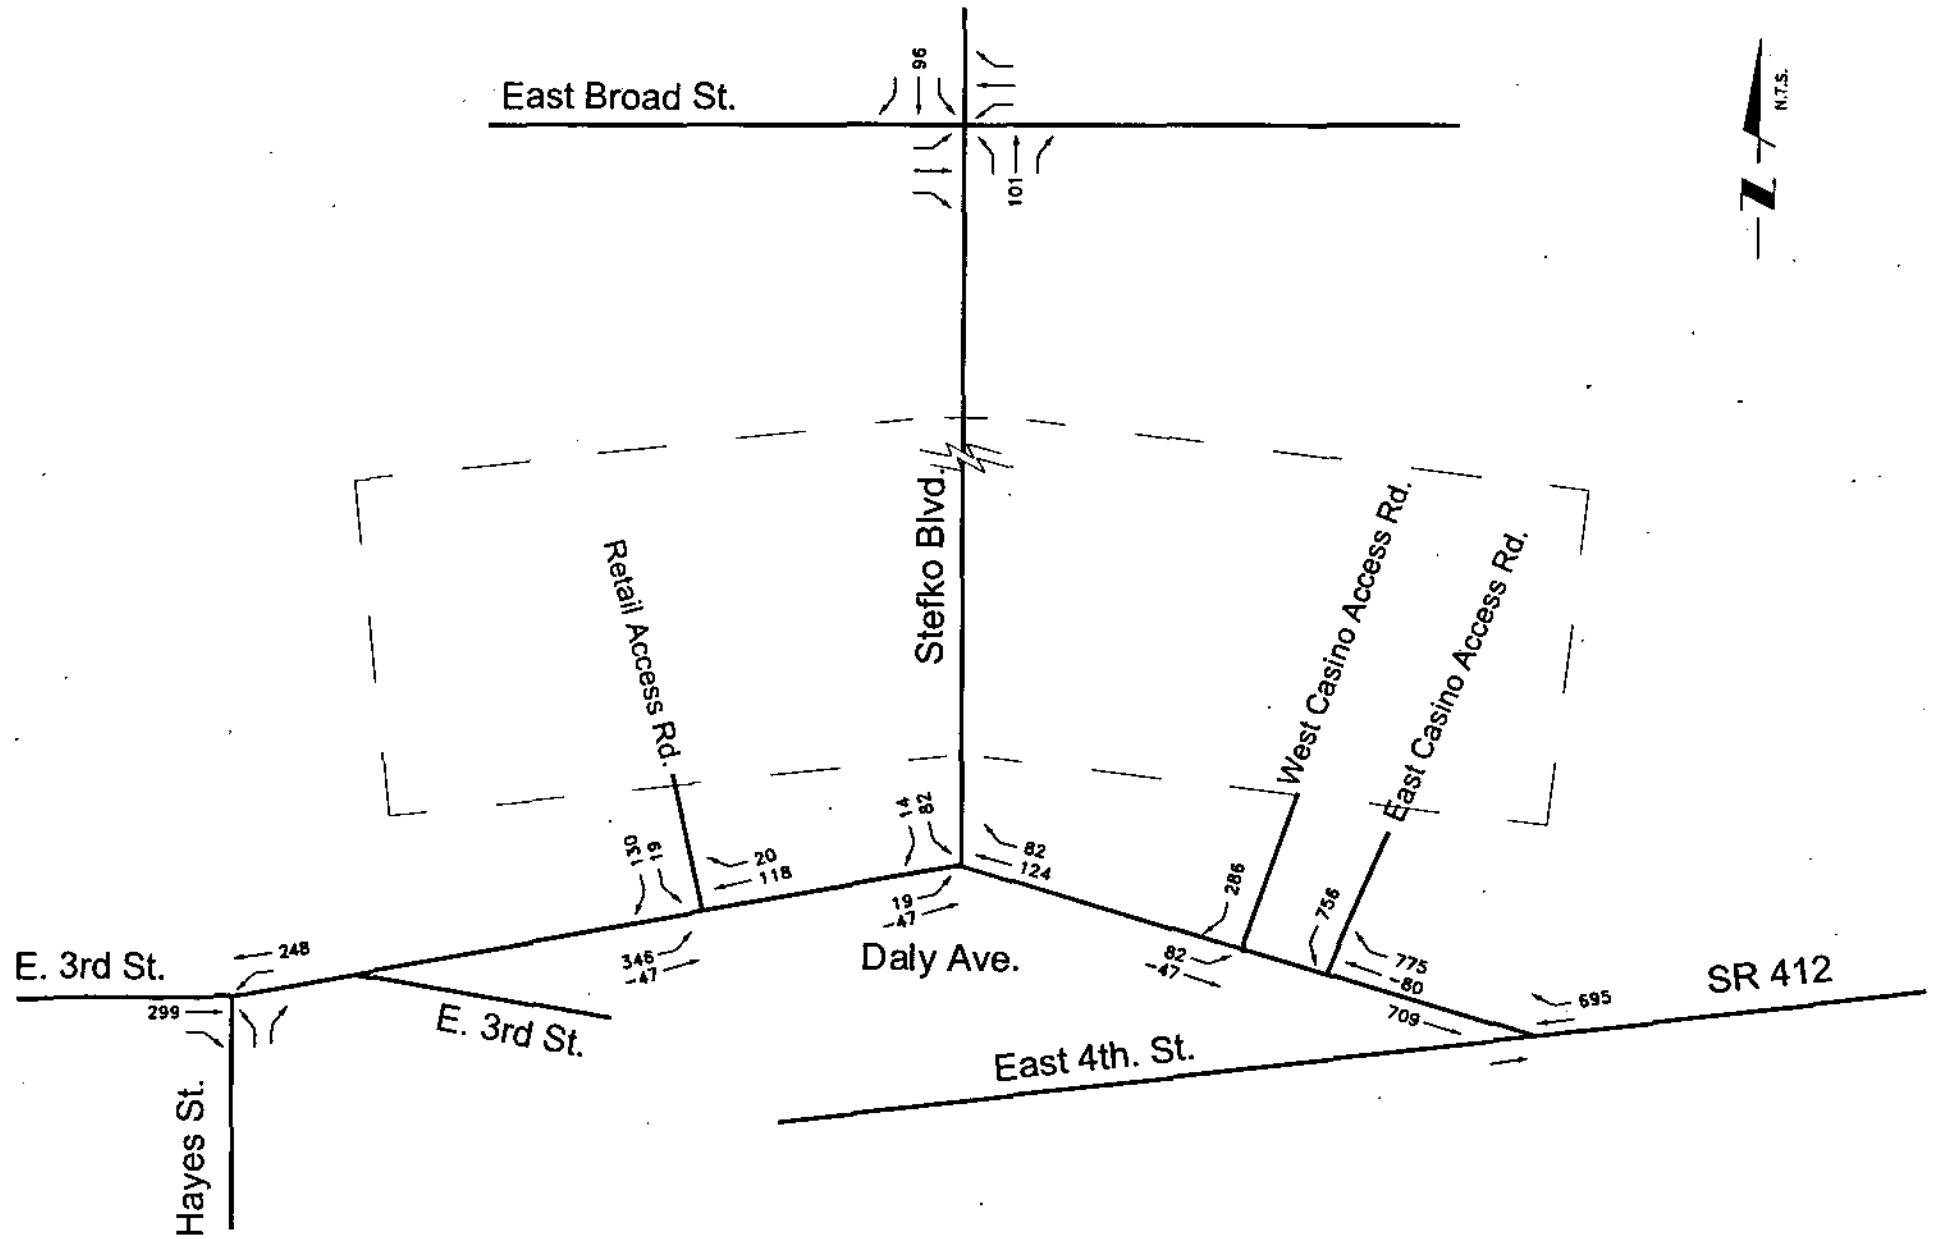 96
East Broad St.
N.T.S.
Z
101
Stefko Blvd.
West Casino Access Rd.
East Casino Access Rd.
Retail Access Rd.
14
82
130
19
20
118
82
124
286
756
19
-47
346
-47
82
-47
775
-80
248
E. 3rd St.
Daly Ave.
SR 412
695
299
709
E. 3rd St.
East 4th. St.
Hayes St.